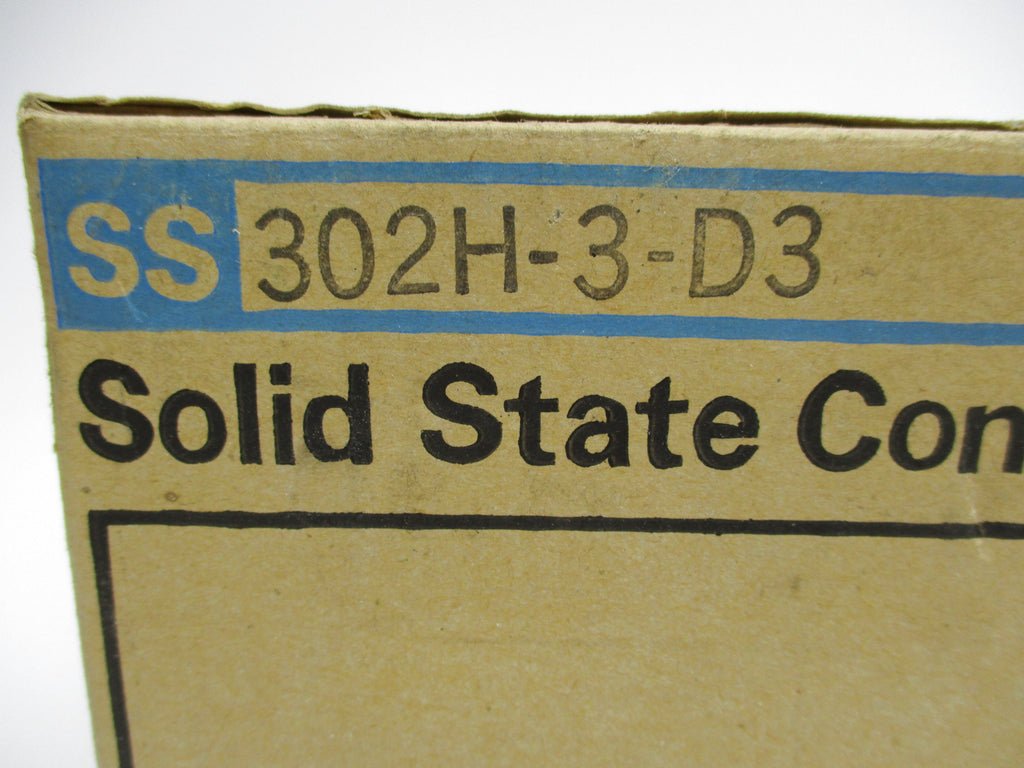 SS 302H-3-D3
Solid State Con